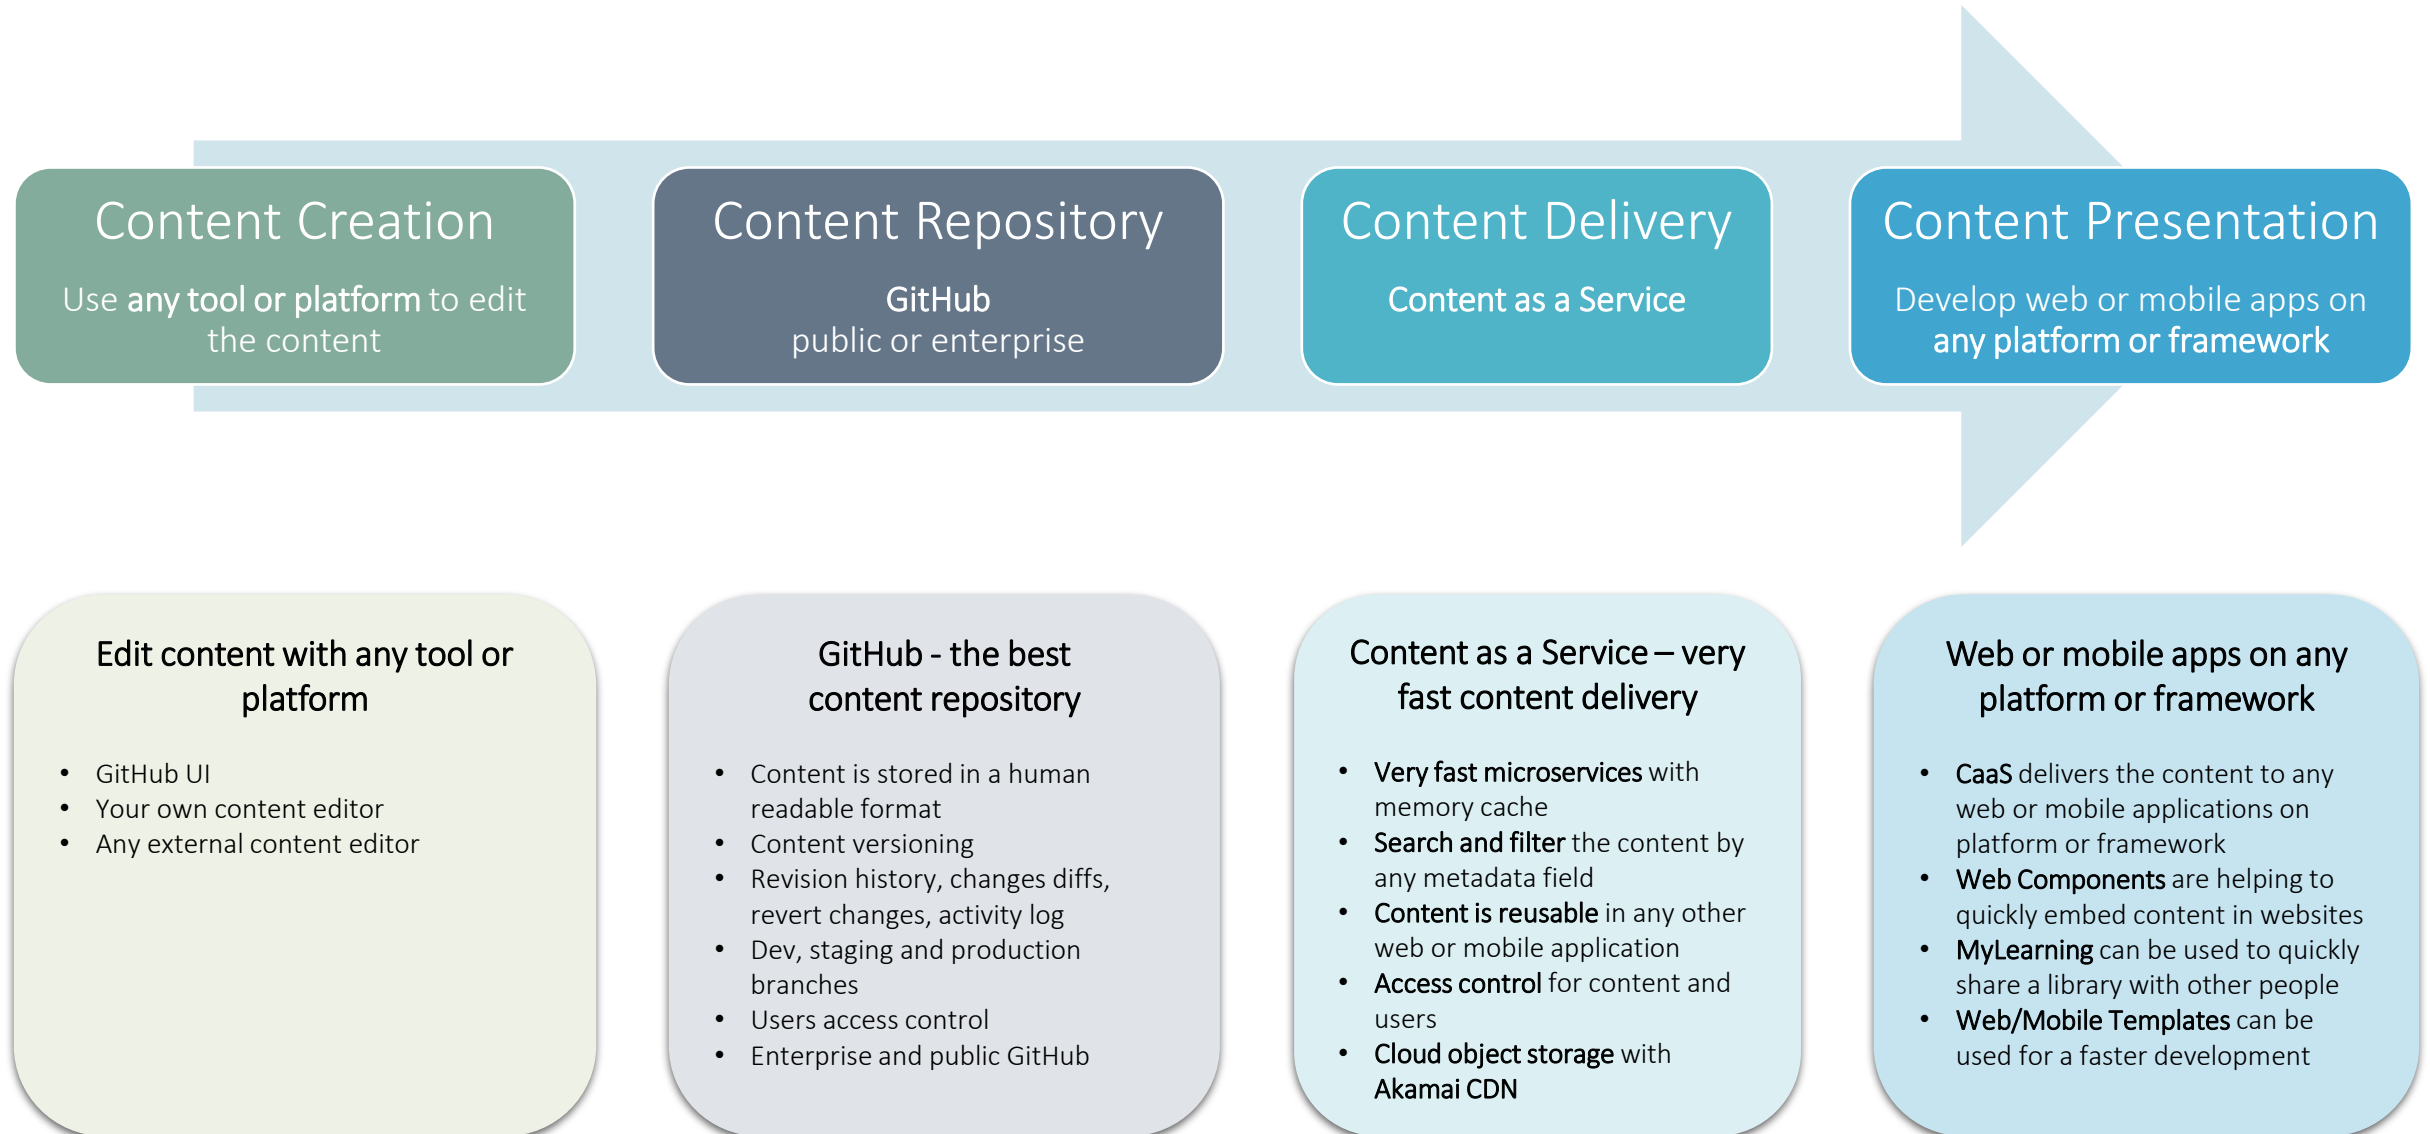 Content Creation
Use any tool or platform to edit
the content
Content Repository
GitHub
public or enterprise
Content Delivery
Content as a Service
Content Presentation
Develop web or mobile apps on
any platform or framework
Edit content with any tool or
platform
• GitHub UI
• Your own content editor
• Any external content editor
GitHub - the best
content repository
• Content is stored in a human
readable format
• Content versioning
• Revision history, changes diffs,
revert changes, activity log
• Dev, staging and production
branches
• Users access control
• Enterprise and public GitHub
Content as a Service – very
fast content delivery
• Very fast microservices with
memory cache
• Search and filter the content by
any metadata field
• Content is reusable in any other
web or mobile application
• Access control for content and
users
• Cloud object storage with
Akamai CDN
Web or mobile apps on any
platform or framework
• CaaS delivers the content to any
web or mobile applications on
platform or framework
• Web Components are helping to
quickly embed content in websites
• MyLearning can be used to quickly
share a library with other people
• Web/Mobile Templates can be
used for a faster development